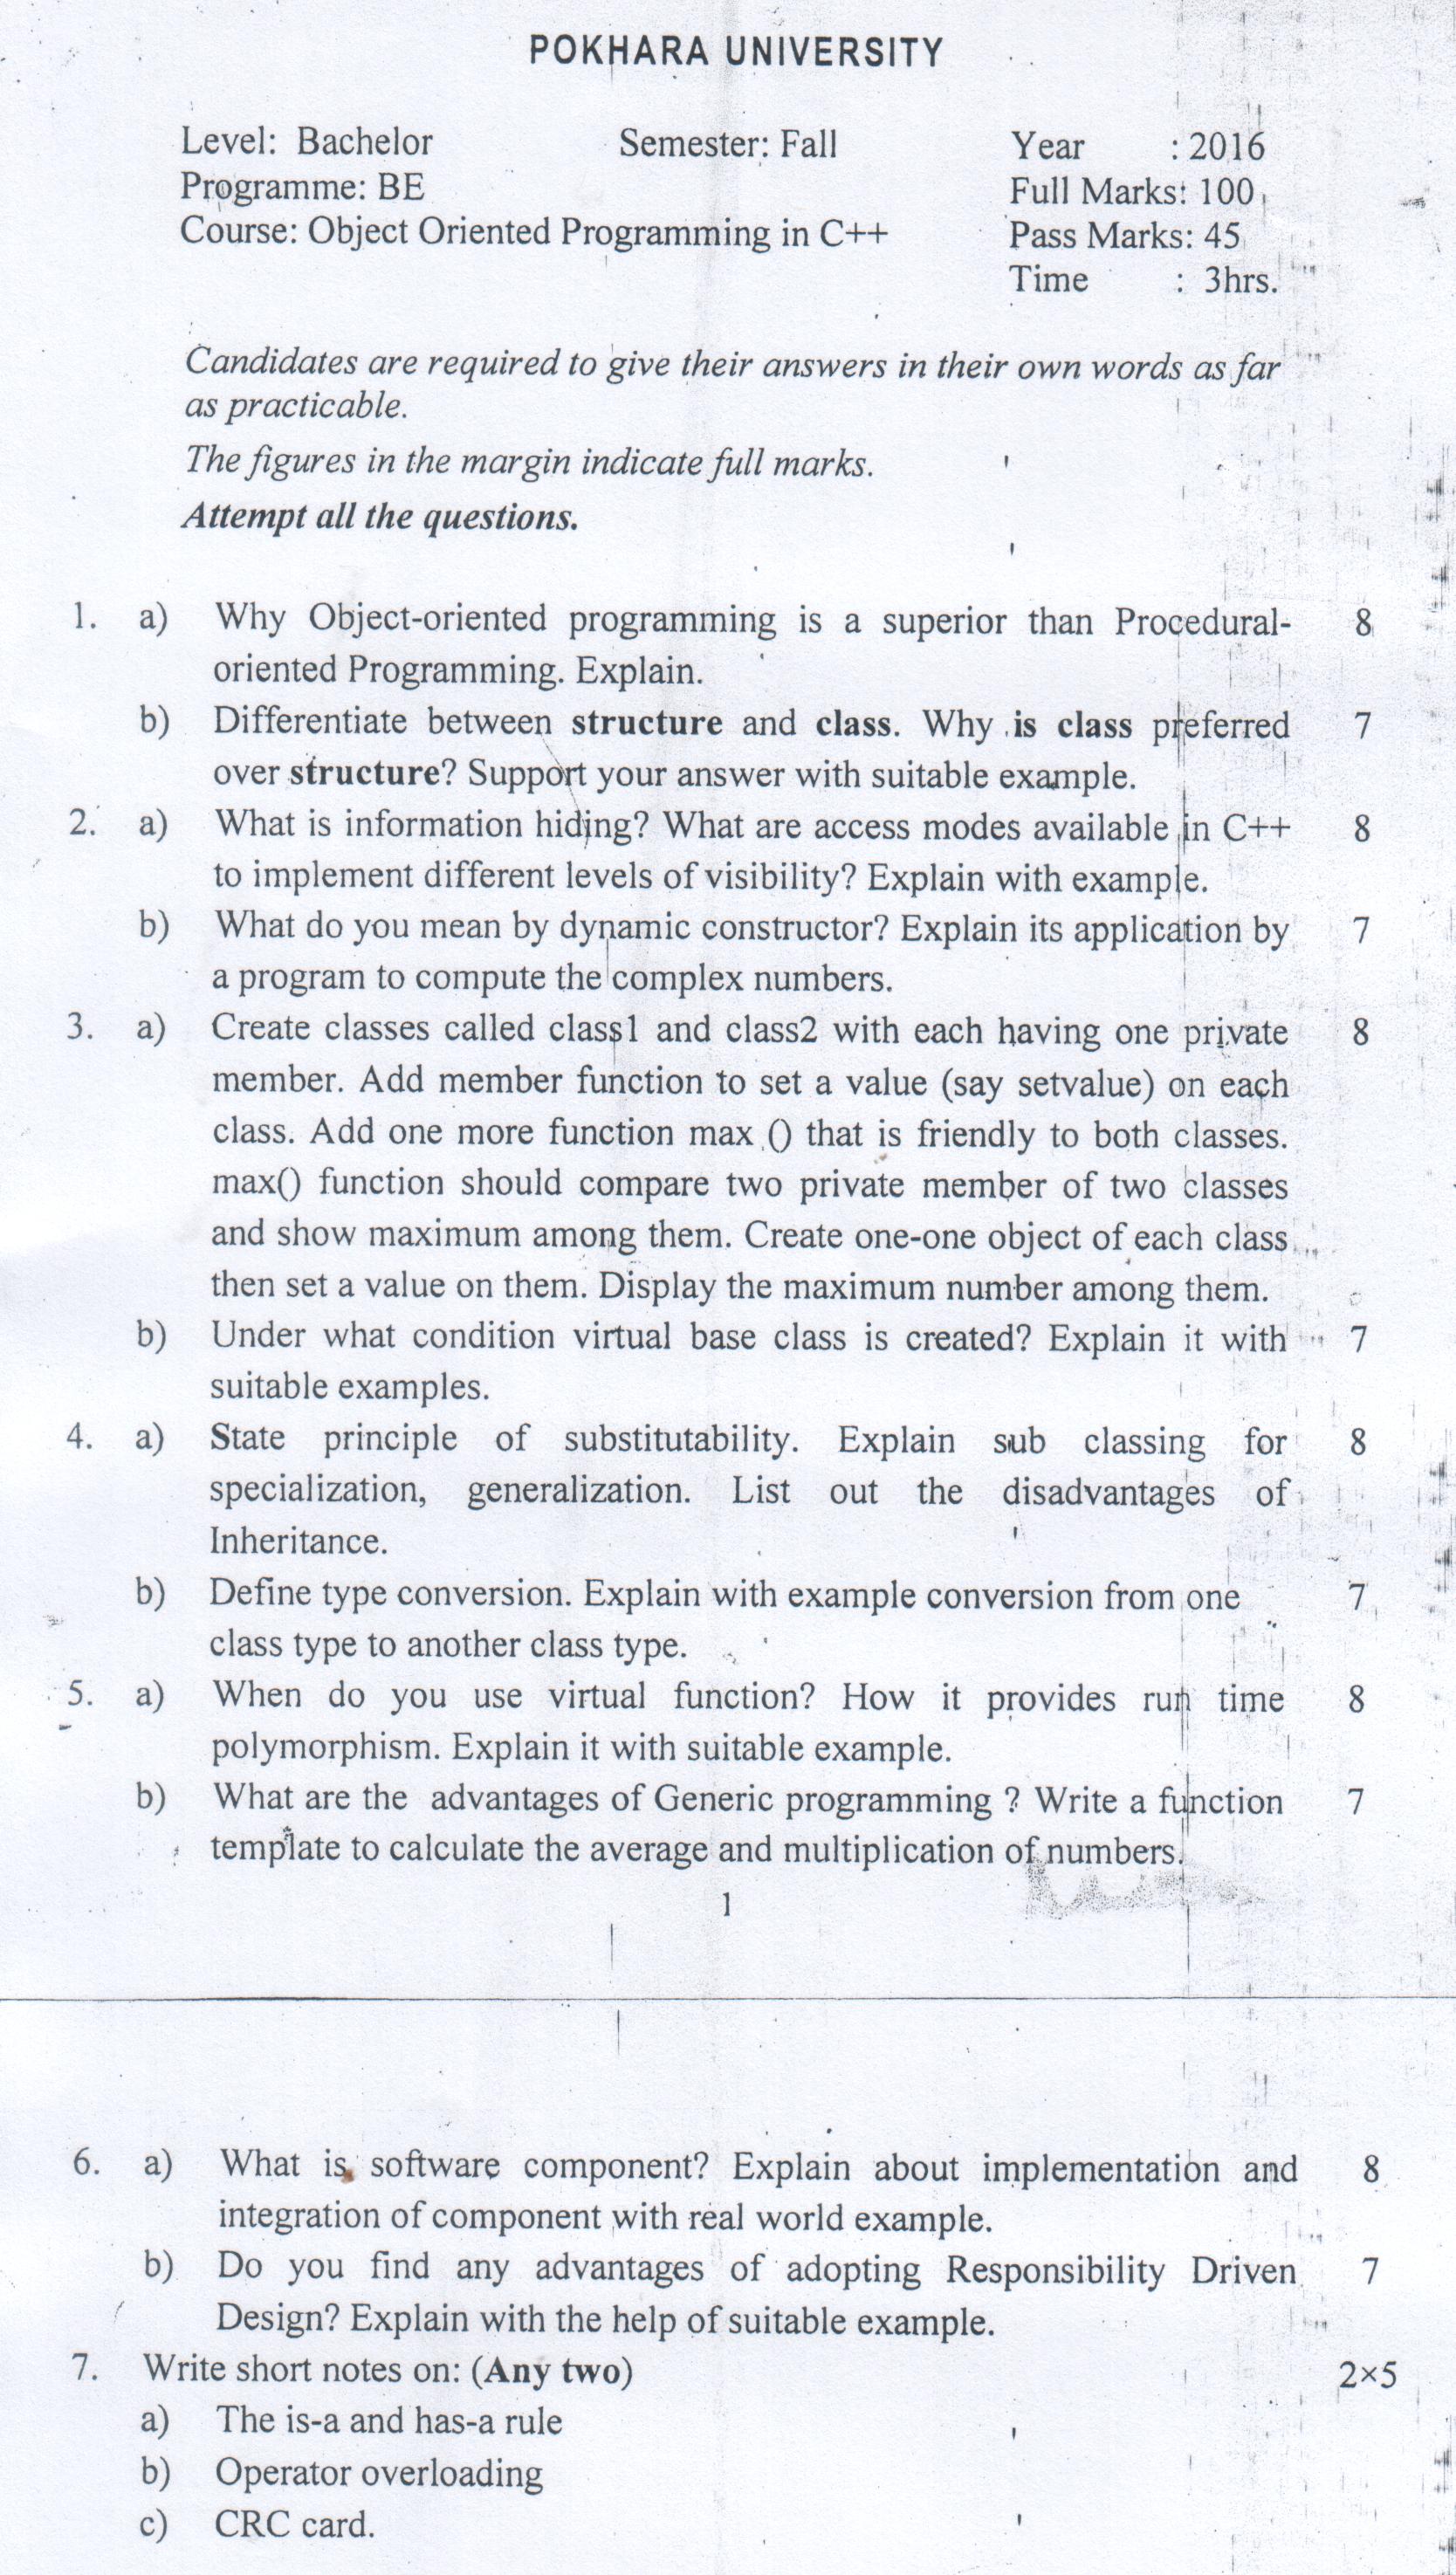 POKHARA UNIVERSITY
Level: Bachelor Semester: Fall Year : 2016
Programme: BE Full Marks: 100
Course: Object Oriented Programming in C++ Pass Marks: 45
Time : 3hrs.
Candidates are required to give their answers in their own words as far
as practicable.
The figures in the margin indicate full marks.
Attempt all the questions.
1. a) Why Object-oriented programming is a superior than Procedural- 8
oriented Programming. Explain.
b) Differentiate between structure and class. Why is class preferred 7
over structure? Support your answer with suitable example.
2. a) What is information hiding? What are access modes available in C++ 8
to implement different levels of visibility? Explain with example.
b) What do you mean by dynamic constructor? Explain its application by 7
a program to compute the complex numbers.
3. a) Create classes called class1 and class2 with each having one private 8
member. Add member function to set a value (say setvalue) on each
class. Add one more function max () that is friendly to both classes.
max() function should compare two private member of two classes
and show maximum among them. Create one-one object of each class
then set a value on them. Display the maximum number among them.
b) Under what condition virtual base class is created? Explain it with 7
suitable examples.
4. a) State principle of substitutability. Explain sub classing for 8
specialization, generalization. List out the disadvantages of
Inheritance.
b) Define type conversion. Explain with example conversion from one 7
class type to another class type.
5. a) When do you use virtual function? How it provides run time 8
polymorphism. Explain it with suitable example.
b) What are the advantages of Generic programming ? Write a function 7
template to calculate the average and multiplication of numbers.
1
6. a) What is software component? Explain about implementation and 8
integration of component with real world example.
b) Do you find any advantages of adopting Responsibility Driven 7
Design? Explain with the help of suitable example.
7. Write short notes on: (Any two) 2×5
a) The is-a and has-a rule
b) Operator overloading
c) CRC card.